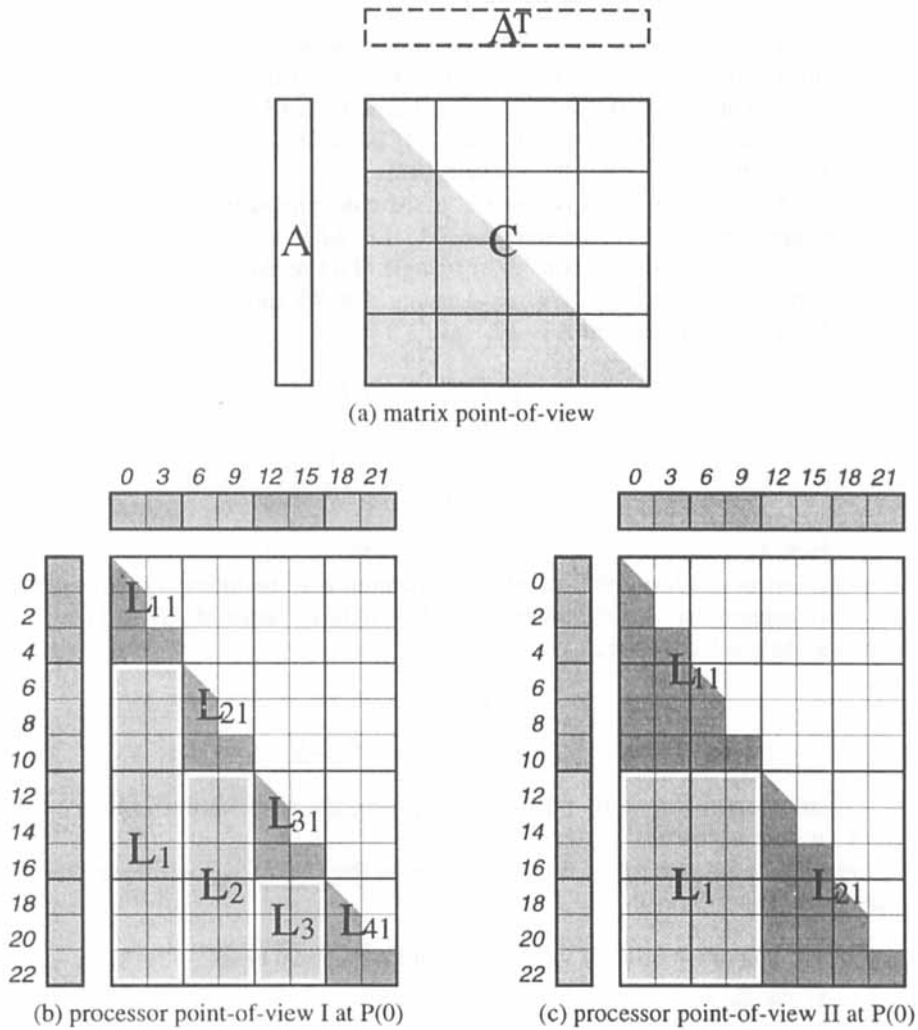 Aᵀ
A
C
(a) matrix point-of-view
0 3 6 9 12 15 18 21
0
2
4
6
8
10
12
14
16
18
20
22
L11
L21
L31
L1
L2
L3
L41
(b) processor point-of-view I at P(0)
0 3 6 9 12 15 18 21
0
2
4
6
8
10
12
14
16
18
20
22
L11
L1
L21
(c) processor point-of-view II at P(0)